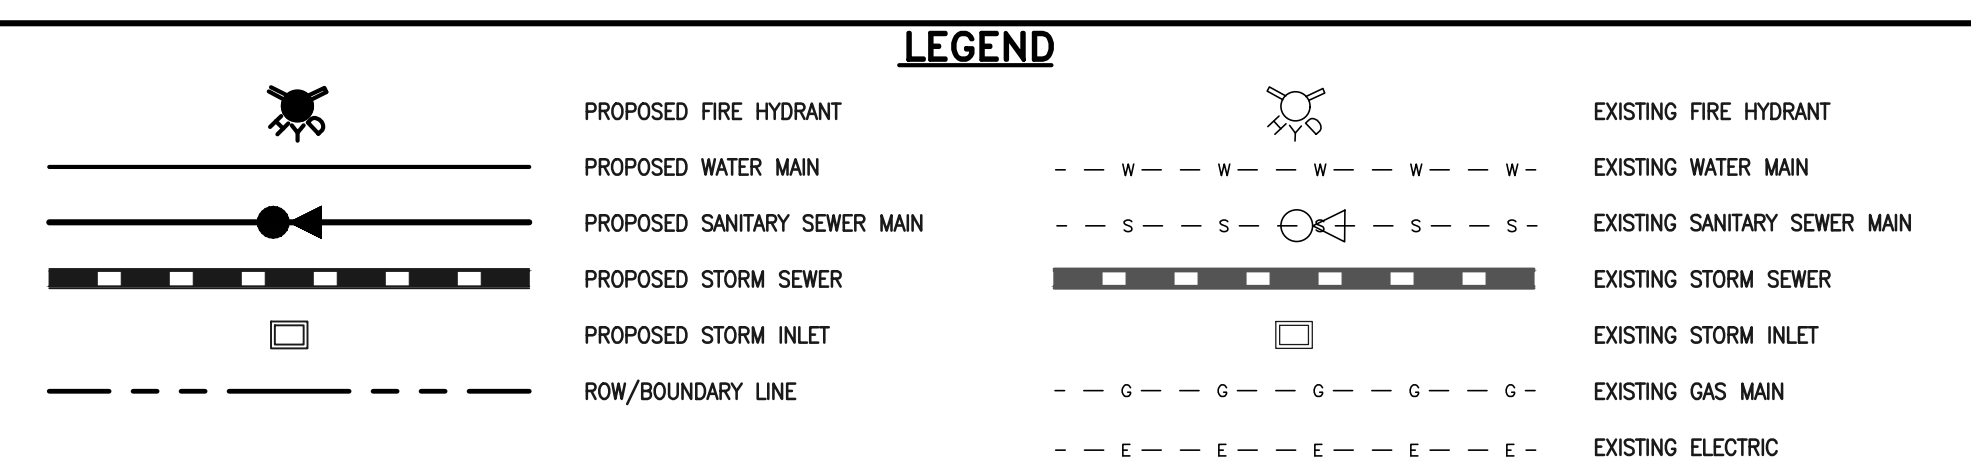 LEGEND
HYD PROPOSED FIRE HYDRANT HYD EXISTING FIRE HYDRANT
PROPOSED WATER MAIN W W W W W EXISTING WATER MAIN
PROPOSED SANITARY SEWER MAIN S S S S S EXISTING SANITARY SEWER MAIN
PROPOSED STORM SEWER EXISTING STORM SEWER
PROPOSED STORM INLET EXISTING STORM INLET
ROW/BOUNDARY LINE G G G G G EXISTING GAS MAIN
E E E E E EXISTING ELECTRIC